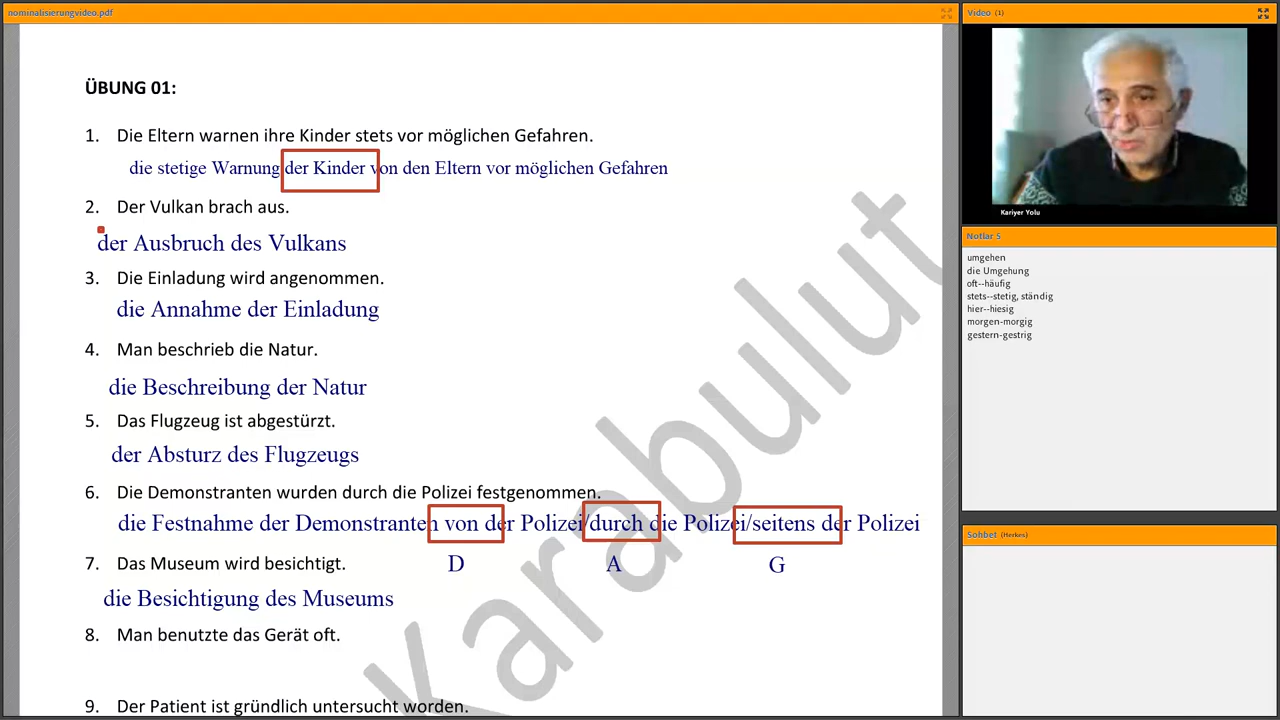 nominalisierungvideo.pdf
ÜBUNG 01:
1. Die Eltern warnen ihre Kinder stets vor möglichen Gefahren.
die stetige Warnung der Kinder von den Eltern vor möglichen Gefahren
2. Der Vulkan brach aus.
der Ausbruch des Vulkans
3. Die Einladung wird angenommen.
die Annahme der Einladung
4. Man beschrieb die Natur.
die Beschreibung der Natur
5. Das Flugzeug ist abgestürzt.
der Absturz des Flugzeugs
6. Die Demonstranten wurden durch die Polizei festgenommen.
die Festnahme der Demonstranten von der Polizei/durch die Polizei/seitens der Polizei
D A G
7. Das Museum wird besichtigt.
die Besichtigung des Museums
8. Man benutzte das Gerät oft.
9. Der Patient ist gründlich untersucht worden.
karabulut
Video (1)
Kariyer Yolu
Notlar 5
umgehen
die Umgehung
oft--häufig
stets--stetig, ständig
hier--hiesig
morgen-morgig
gestern-gestrig
Sohbet (Herkes)